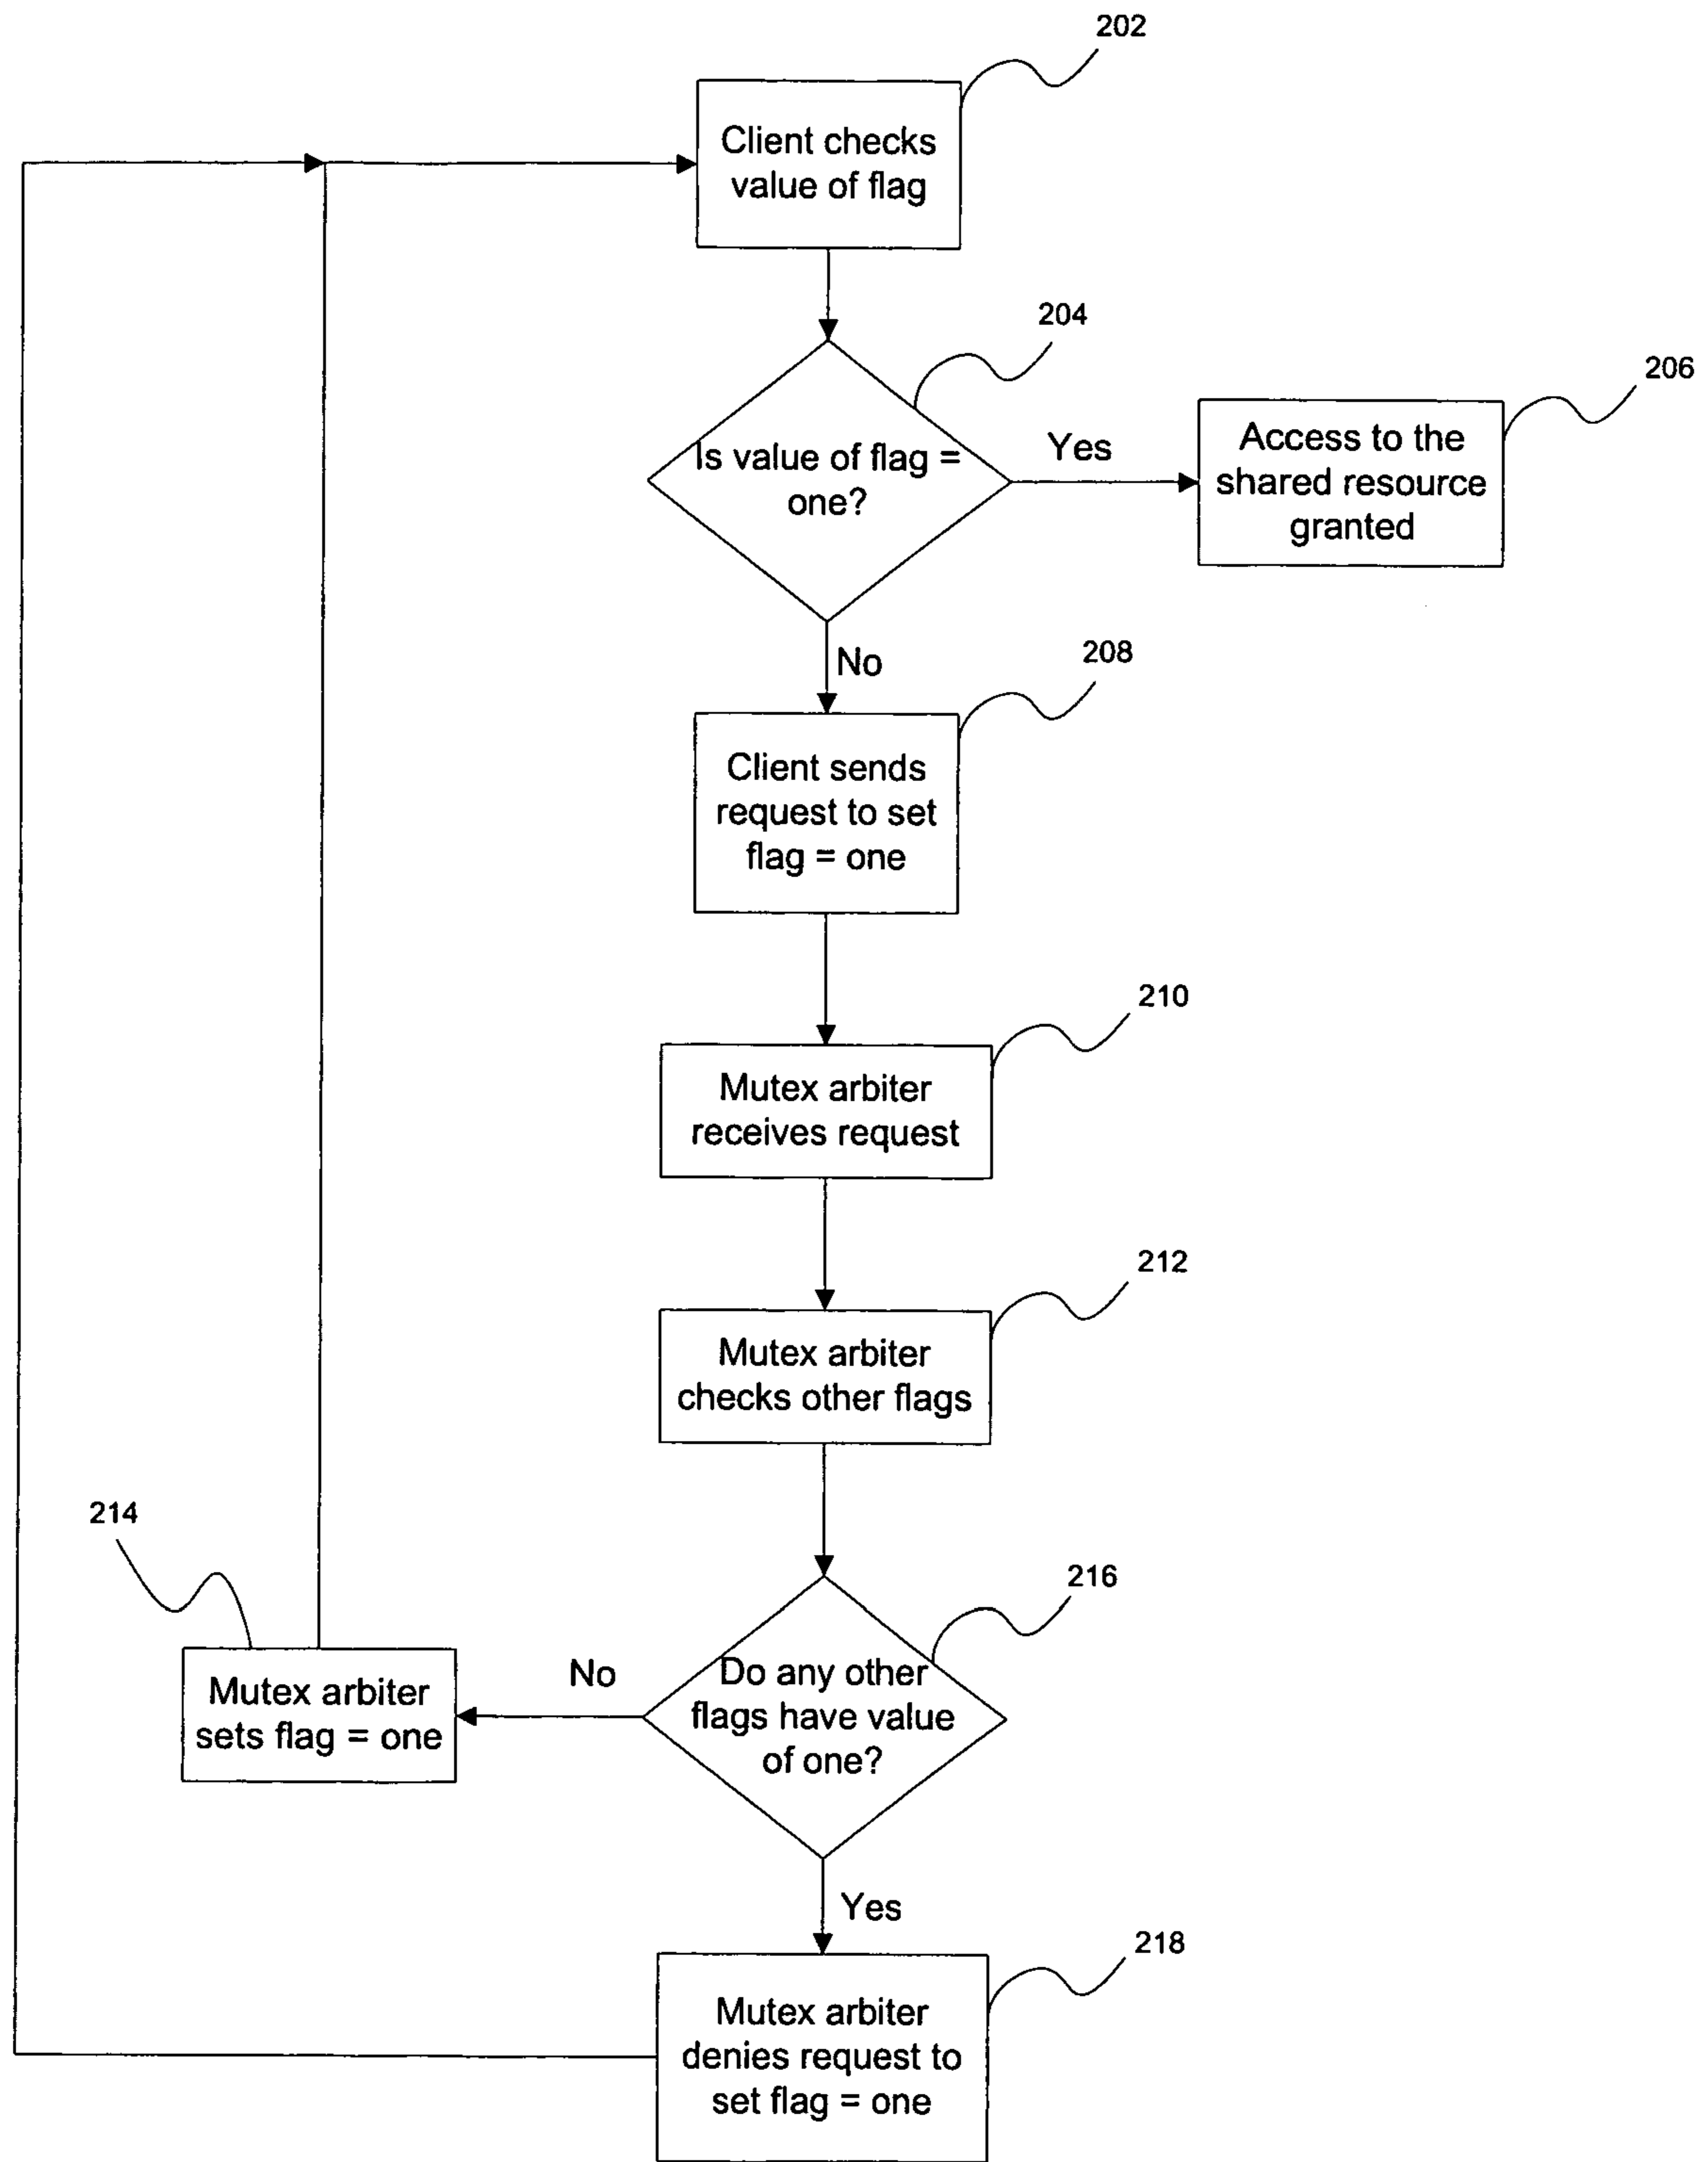 202
Client checks
value of flag
204
Is value of flag =
one?
Yes
206
Access to the
shared resource
granted
No
208
Client sends
request to set
flag = one
210
Mutex arbiter
receives request
212
Mutex arbiter
checks other flags
214
Mutex arbiter
sets flag = one
No
216
Do any other
flags have value
of one?
Yes
218
Mutex arbiter
denies request to
set flag = one